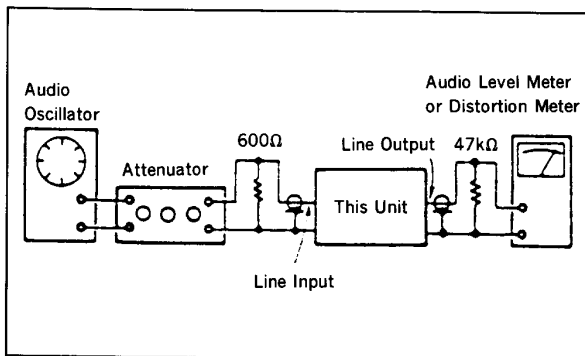 Audio
Oscillator
Attenuator
600Ω
Line Input
This Unit
Line Output
47kΩ
Audio Level Meter
or Distortion Meter